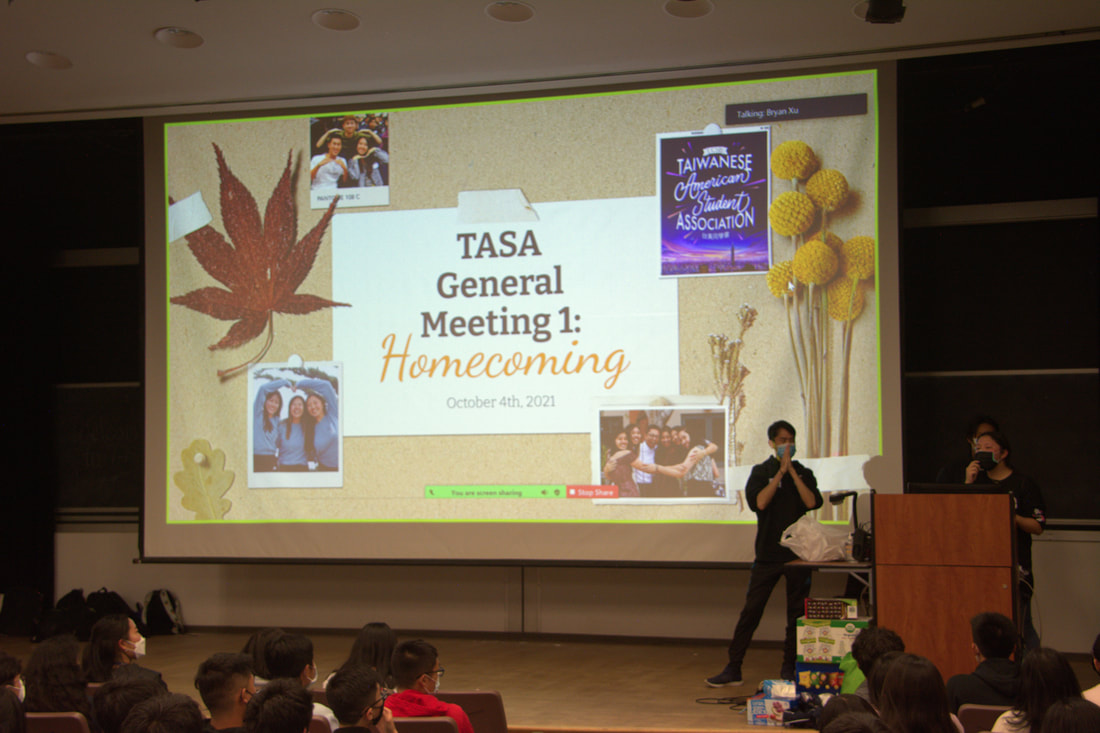 Talking: Bryan Xu
TAIWANESE
American
Student
ASSOCIATION
TASA
General
Meeting 1:
Homecoming
October 4th, 2021
You are screen sharing
Stop Share